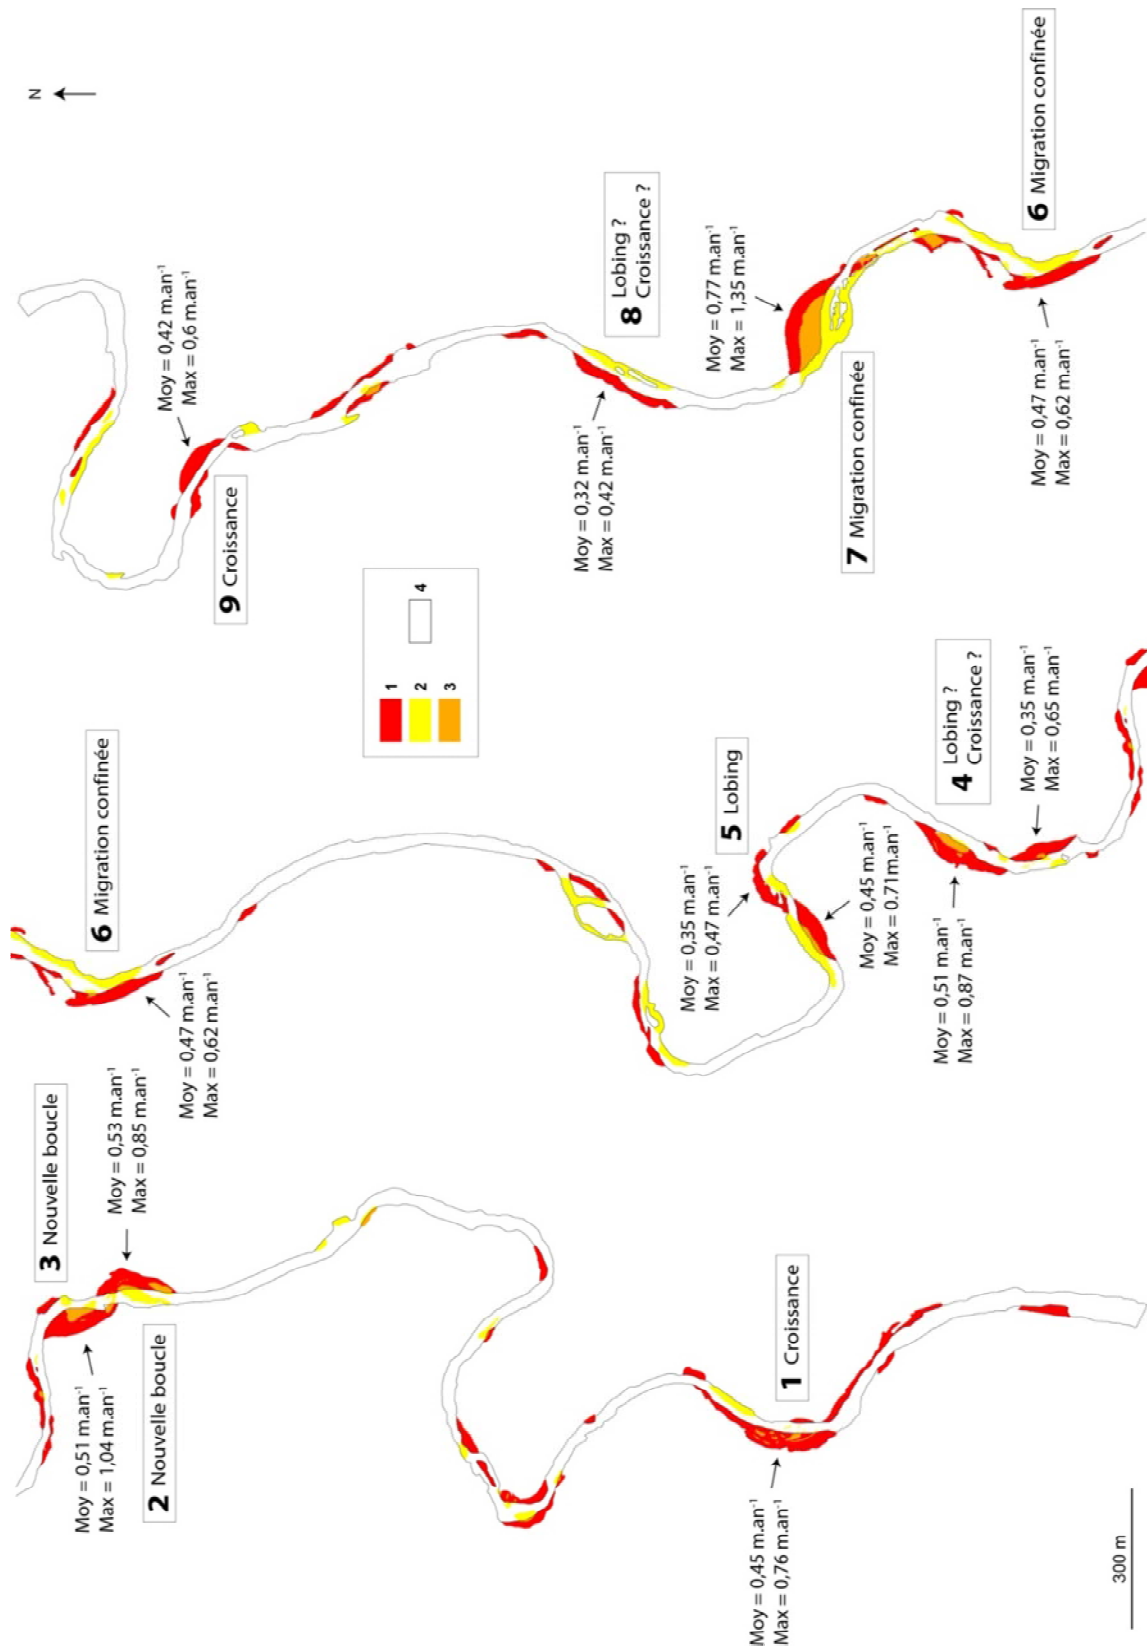 N
3 Nouvelle boucle
Moy = 0,53 m.an⁻¹
Max = 0,85 m.an⁻¹
Moy = 0,51 m.an⁻¹
Max = 1,04 m.an⁻¹
2 Nouvelle boucle
1 Croissance
Moy = 0,45 m.an⁻¹
Max = 0,76 m.an⁻¹
300 m
6 Migration confinée
Moy = 0,47 m.an⁻¹
Max = 0,62 m.an⁻¹
5 Lobing
Moy = 0,35 m.an⁻¹
Max = 0,47 m.an⁻¹
Moy = 0,45 m.an⁻¹
Max = 0.71m.an⁻¹
4 Lobing ?
Croissance ?
Moy = 0,51 m.an⁻¹
Max = 0,87 m.an⁻¹
Moy = 0,35 m.an⁻¹
Max = 0,65 m.an⁻¹
1
2
3
4
Moy = 0,42 m.an⁻¹
Max = 0,6 m.an⁻¹
9 Croissance
8 Lobing ?
Croissance ?
Moy = 0,32 m.an⁻¹
Max = 0,42 m.an⁻¹
Moy = 0,77 m.an⁻¹
Max = 1,35 m.an⁻¹
7 Migration confinée
6 Migration confinée
Moy = 0,47 m.an⁻¹
Max = 0,62 m.an⁻¹